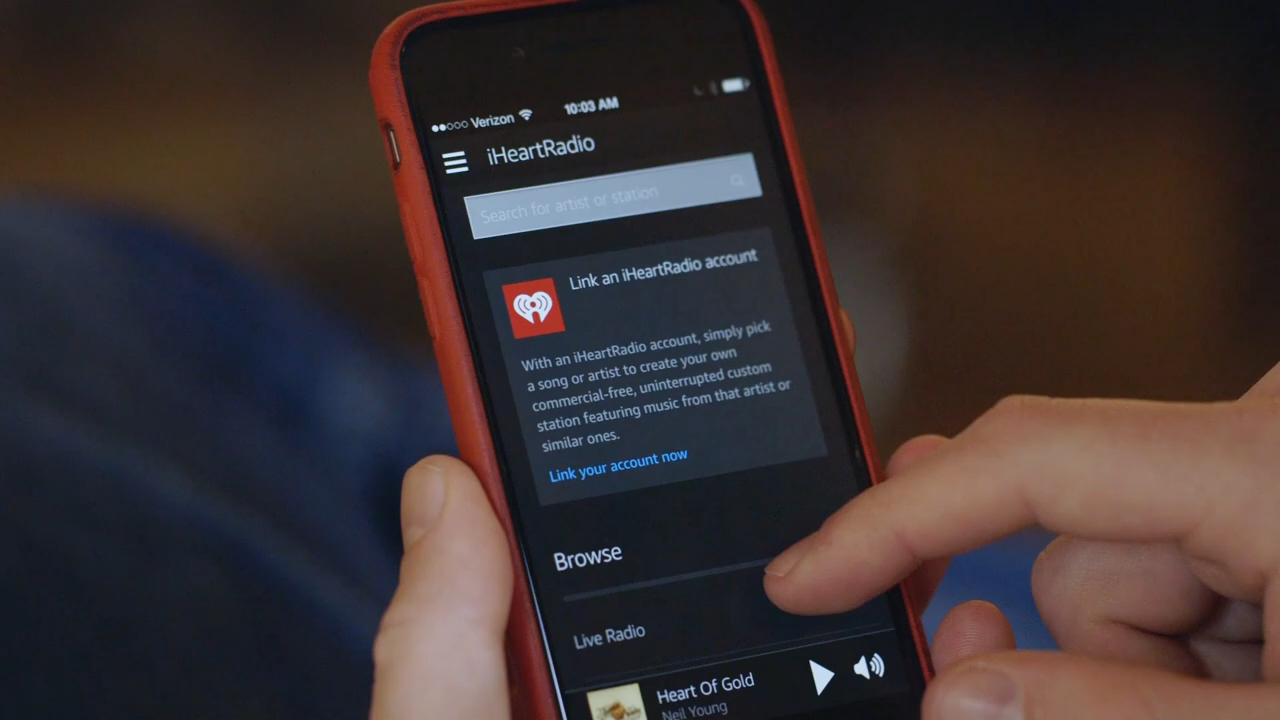 Verizon 10:03 AM
iHeartRadio
Search for artist or station
Link an iHeartRadio account
With an iHeartRadio account, simply pick
a song or artist to create your own
commercial-free, uninterrupted custom
station featuring music from that artist or
similar ones.
Link your account now
Browse
Live Radio
Heart Of Gold
Neil Young